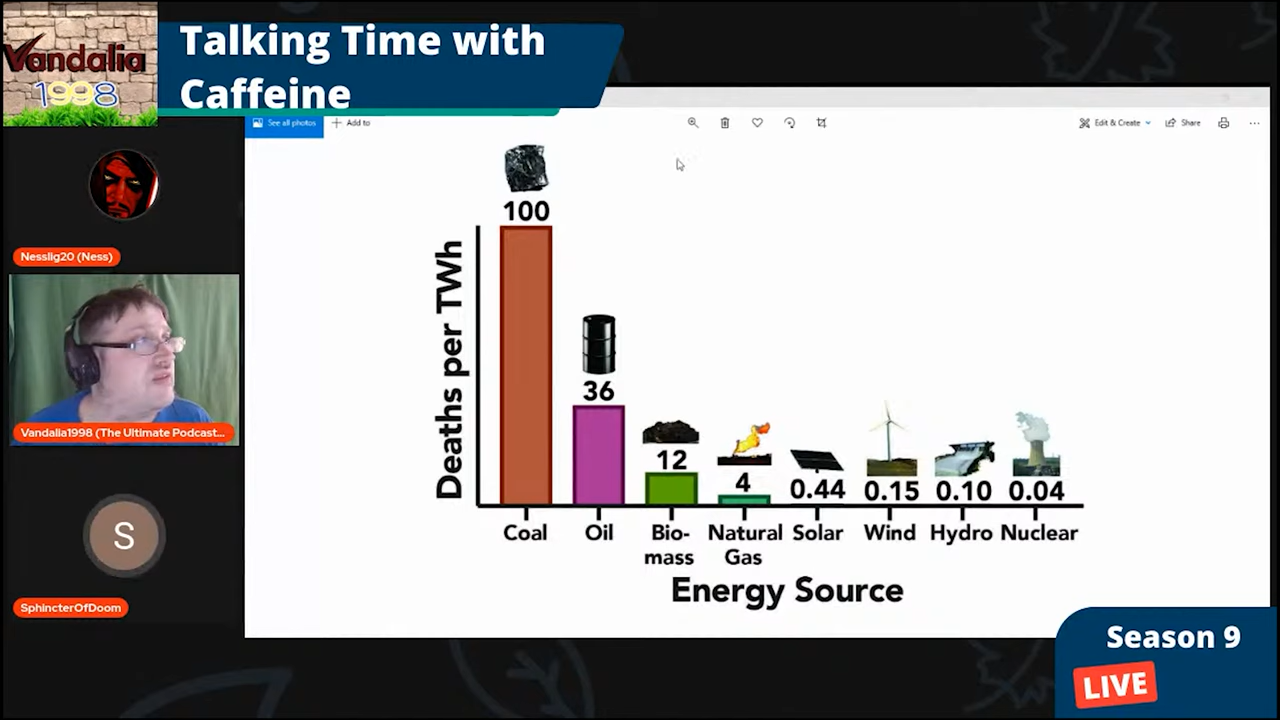 Vandalia
1998
Talking Time with
Caffeine
See all photos
Add to
Edit & Create
Share
Nesslig20 (Ness)
Vandalia1998 (The Ultimate Podcast...
S
SphincterOfDoom
Deaths per TWh
100
36
12
4
0.44
0.15
0.10
0.04
Coal
Oil
Bio-
mass
Natural
Gas
Solar
Wind
Hydro
Nuclear
Energy Source
Season 9
LIVE